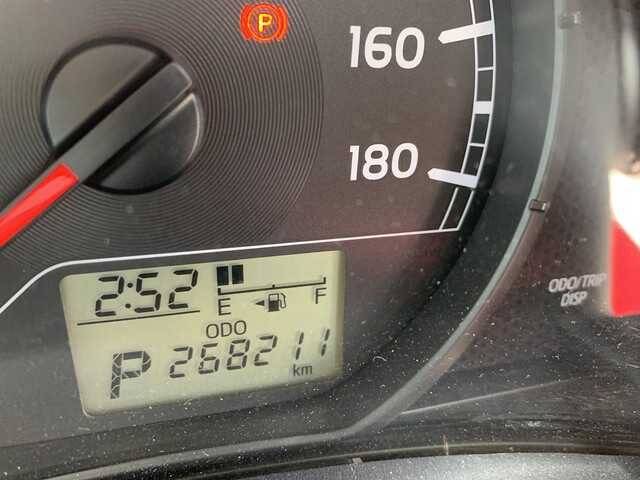 P
160
180
2:52
E F
ODO
P 268211
km
ODO/TRIP
DISP